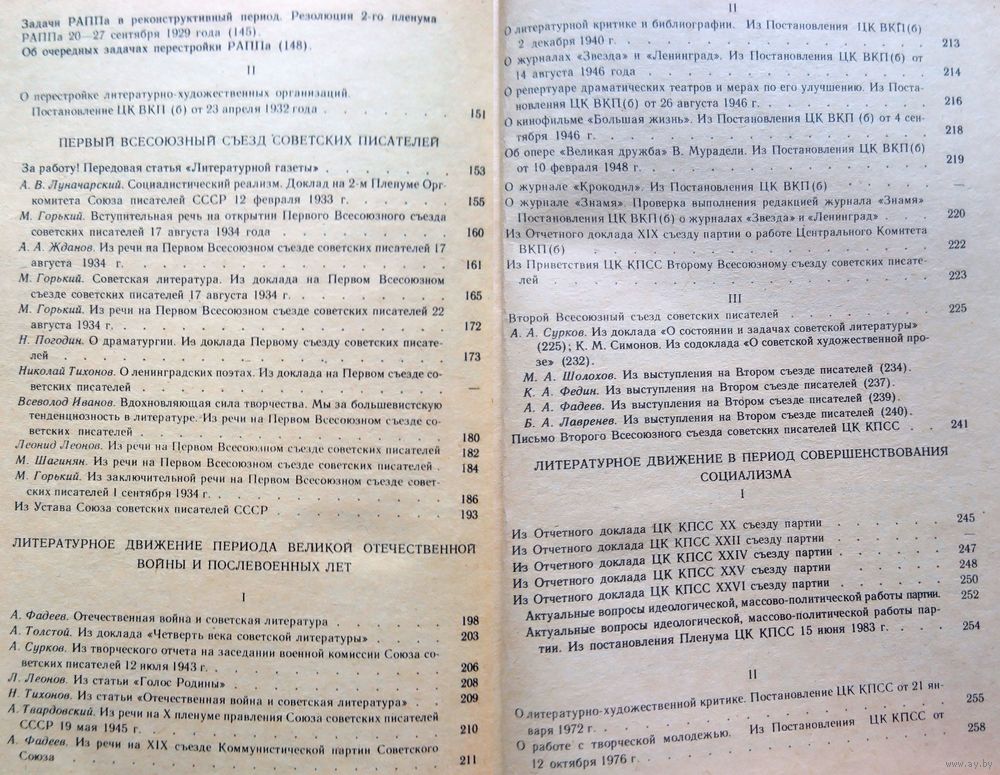 Задачи РАППа в реконструктивный период. Резолюции 2-го пленума
РАППа 20—27 сентября 1929 года (145).
Об очередных задачах перестройки РАППа (148).
II
О перестройке литературно-художественных организаций.
Постановление ЦК ВКП (б) от 23 апреля 1932 года . . . . . . 151
ПЕРВЫЙ ВСЕСОЮЗНЫЙ СЪЕЗД СОВЕТСКИХ ПИСАТЕЛЕЙ
За работу! Передовая статья «Литературной газеты» . . . . . . 153
А. В. Луначарский. Социалистический реализм. Доклад на 2-м Пленуме Орг-
комитета Союза писателей СССР 12 февраля 1933 г. . . . . 155
М. Горький. Вступительная речь на открытии Первого Всесоюзного съезда
советских писателей 17 августа 1934 года . . . . . . . 160
А. А. Жданов. Из речи на Первом Всесоюзном съезде советских писателей 17
августа 1934 г. . . . . . . . . . . . . 161
М. Горький. Советская литература. Из доклада на Первом Всесоюзном
съезде советских писателей 17 августа 1934 г. . . . . . . 165
М. Горький. Из речи на Первом Всесоюзном съезде советских писателей 22
августа 1934 г. . . . . . . . . . . . . 172
Н. Погодин. О драматургии. Из доклада Первому съезду советских писате-
лей . . . . . . . . . . . . . . . 173
Николай Тихонов. О ленинградских поэтах. Из доклада на Первом съезде со-
ветских писателей . . . . . . . . . . . . —
Всеволод Иванов. Вдохновляющая сила творчества. Мы за большевистскую
тенденциозность в литературе. Из речи на Первом Всесоюзном съезде со-
ветских писателей . . . . . . . . . . . . 180
Леонид Леонов. Из речи на Первом Всесоюзном съезде советских писателей 182
М. Шагинян. Из речи на Первом Всесоюзном съезде советских писателей . 184
М. Горький. Из заключительной речи на Первом Всесоюзном съезде совет-
ских писателей 1 сентября 1934 г. . . . . . . . . 186
Из Устава Союза советских писателей СССР . . . . . . . 193
ЛИТЕРАТУРНОЕ ДВИЖЕНИЕ ПЕРИОДА ВЕЛИКОЙ ОТЕЧЕСТВЕННОЙ
ВОЙНЫ И ПОСЛЕВОЕННЫХ ЛЕТ
I
А. Фадеев. Отечественная война и советская литература . . . . . 198
А. Толстой. Из доклада «Четверть века советской литературы» . . . . 203
А. Сурков. Из творческого отчета на заседании военной комиссии Союза со-
ветских писателей 12 июля 1943 г. . . . . . . . . 206
Л. Леонов. Из статьи «Голос Родины» . . . . . . . . 208
Н. Тихонов. Из статьи «Отечественная война и советская литература» . . 209
А. Твардовский. Из речи на X пленуме правления Союза советских писателей
СССР 19 мая 1945 г. . . . . . . . . . . . 210
А. Фадеев. Из речи на XIX съезде Коммунистической партии Советского
Союза . . . . . . . . . . . . . . 211
II
О литературной критике и библиографии. Из Постановления ЦК ВКП(б)
2 декабря 1940 г. . . . . . . . . . . . 213
О журналах «Звезда» и «Ленинград». Из Постановления ЦК ВКП(б) от
14 августа 1946 года . . . . . . . . . . 214
О репертуаре драматических театров и мерах по его улучшению. Из Поста-
новления ЦК ВКП(б) от 26 августа 1946 г. . . . . . . 216
О кинофильме «Большая жизнь». Из Постановления ЦК ВКП (б) от 4 сен-
тября 1946 г. . . . . . . . . . . . . 218
Об опере «Великая дружба» В. Мурадели. Из Постановления ЦК ВКП(б)
от 10 февраля 1948 г. . . . . . . . . . . 219
О журнале «Крокодил». Из Постановления ЦК ВКП(б) . . . . —
О журнале «Знамя». Проверка выполнения редакцией журнала «Знамя»
Постановления ЦК ВКП(б) о журналах «Звезда» и «Ленинград» . . . 220
Из Отчетного доклада XIX съезду партии о работе Центрального Комитета
ВКП(б) . . . . . . . . . . . . . . 222
Из Приветствия ЦК КПСС Второму Всесоюзному съезду советских писате-
лей . . . . . . . . . . . . . . . 223
III
Второй Всесоюзный съезд советских писателей . . . . . . . 225
А. А. Сурков. Из доклада «О состоянии и задачах советской литературы»
(225); К. М. Симонов. Из содоклада «О советской художественной про-
зе» (232).
М. А. Шолохов. Из выступления на Втором съезде писателей (234).
К. А. Федин. Из выступления на Втором съезде писателей (237).
А. А. Фадеев. Из выступления на Втором съезде писателей (239).
Б. А. Лавренев. Из выступления на Втором съезде писателей (240).
Письмо Второго Всесоюзного съезда советских писателей ЦК КПСС . . 241
ЛИТЕРАТУРНОЕ ДВИЖЕНИЕ В ПЕРИОД СОВЕРШЕНСТВОВАНИЯ
СОЦИАЛИЗМА
I
Из Отчетного доклада ЦК КПСС XX съезду партии . . . . . . 245
Из Отчетного доклада ЦК КПСС XXII съезду партии . . . . . —
Из Отчетного доклада ЦК КПСС XXIV съезду партии . . . . . 247
Из Отчетного доклада ЦК КПСС XXV съезду партии . . . . . 248
Из Отчетного доклада ЦК КПСС XXVI съезду партии . . . . . 250
Актуальные вопросы идеологической, массово-политической работы партии. 252
Актуальные вопросы идеологической, массово-политической работы пар-
тии. Из постановления Пленума ЦК КПСС 15 июня 1983 г. . . . 254
II
О литературно-художественной критике. Постановление ЦК КПСС от 21 ян-
варя 1972 г. . . . . . . . . . . . . 255
О работе с творческой молодежью. Из Постановления ЦК КПСС от
12 октября 1976 г. . . . . . . . . . . . 258
www.ay.by